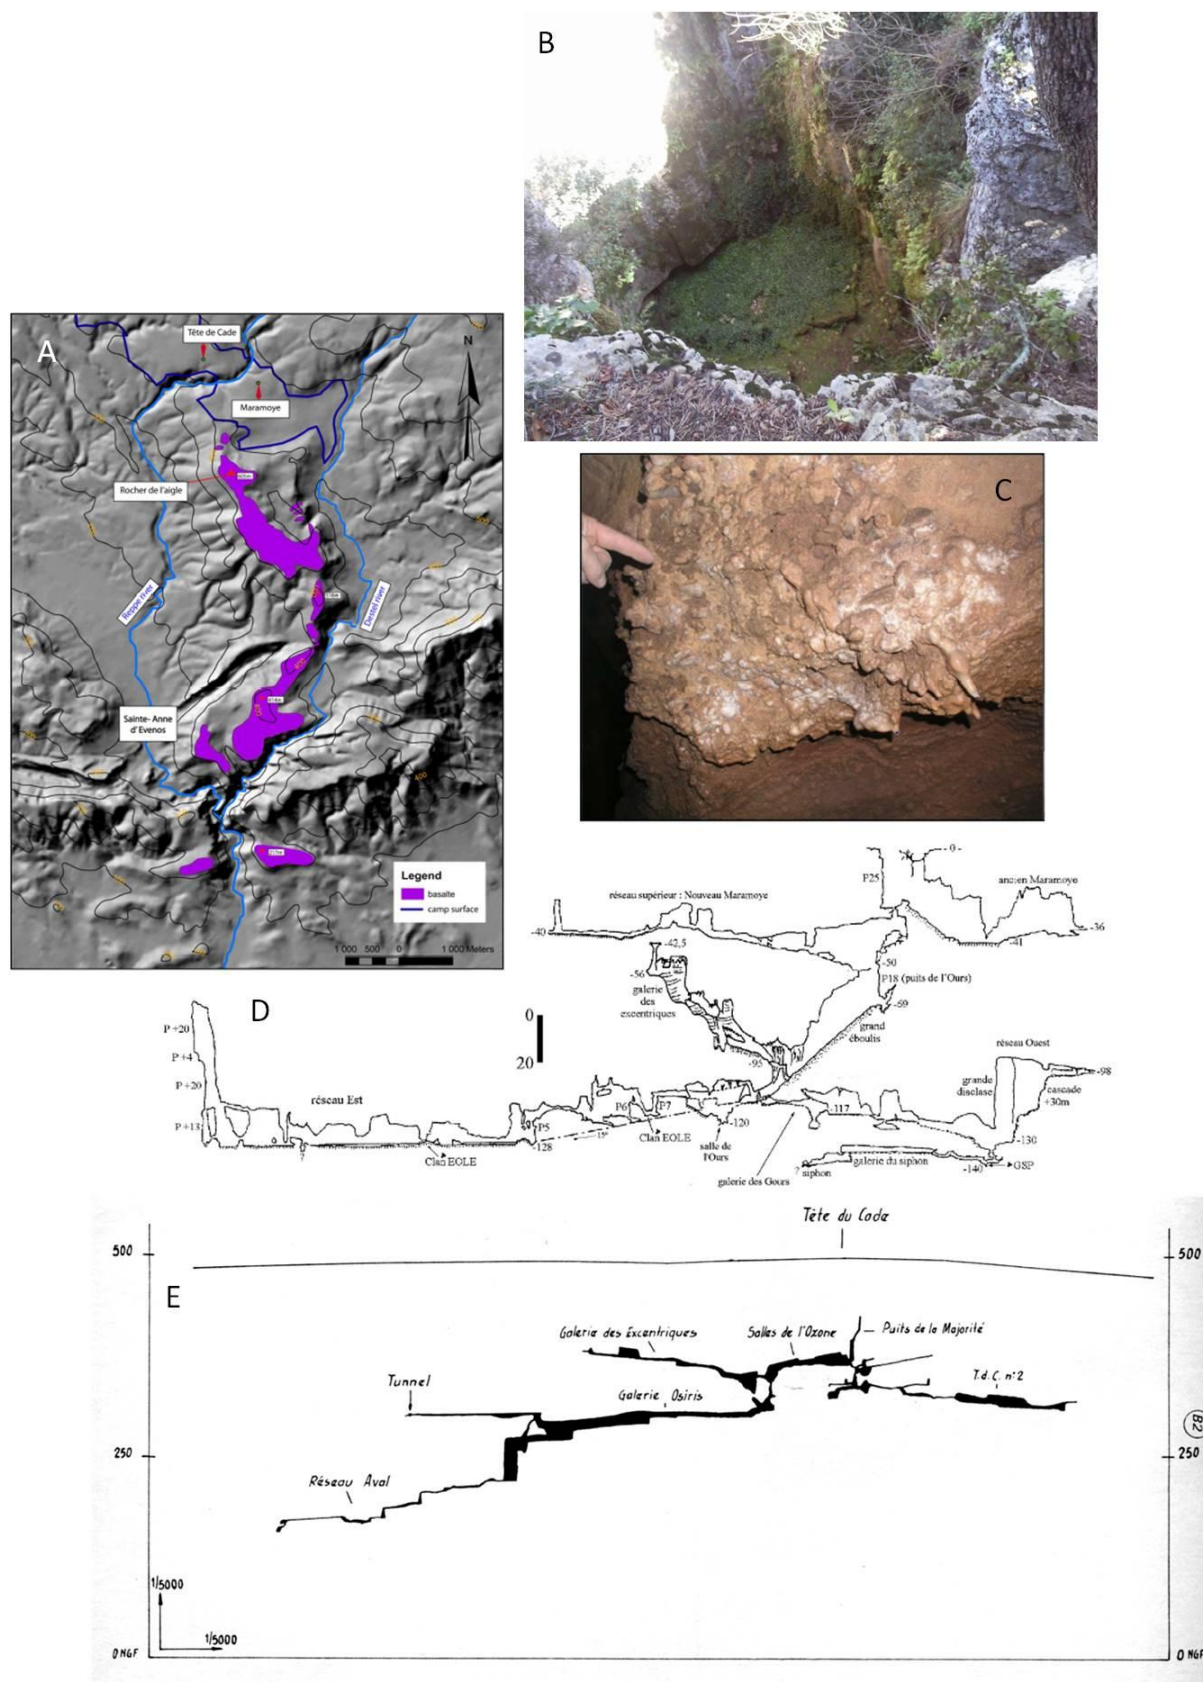 B
A
Tête de Cade
N
Maramoye
Rocher de l'aigle
Reppe river
Destel river
Sainte- Anne
d' Evenos
400
Legend
basalte
camp surface
1 000 500 0 1 000 Meters
C
D
- 0 -
P25
ancien Maramoye
réseau supérieur : Nouveau Maramoye
-40
-36
-41
-42,5
-50
-56
P18 (puits de l'Ours)
galerie
des
excentriques
-69
grand
éboulis
P +20
0
20
P +4
-95
réseau Ouest
P +20
grande
disclase
-98
cascade
+30m
réseau Est
P6
P7
-117
P +13
P5
-120
-130
?
Clan EOLE
-128
15°
Clan EOLE
salle de
l'Ours
galerie des Gours
? siphon
galerie du siphon
-140
GSP
Tète du Cade
500
500
E
Galerie des Excentriques
Salles de l'Ozone
Puits de la Majorité
Tunnel
Galerie Osiris
T.d.C. n°2
B2
250
250
Réseau Aval
1/5000
1/5000
0 NGF
0 NGF